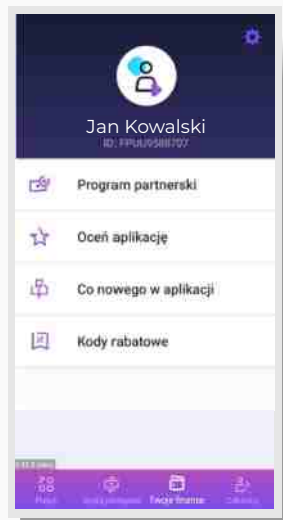 Jan Kowalski
Program partnerski
Oceń aplikację
Co nowego w aplikacji
Kody rabatowe
Twoje finanse